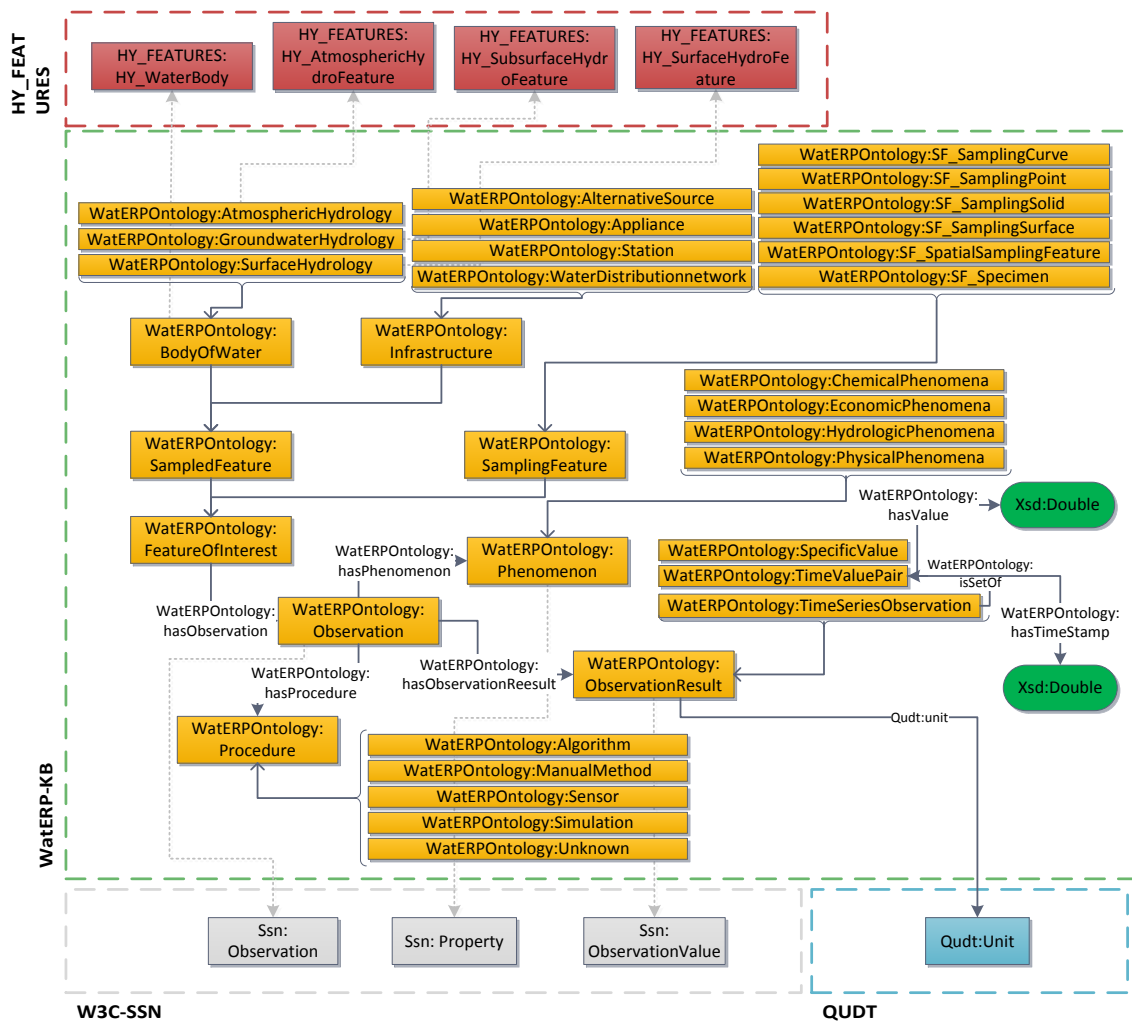 HY_FEAT
URES
HY_FEATURES:
HY_WaterBody
HY_FEATURES:
HY_AtmosphericHy
droFeature
HY_FEATURES:
HY_SubsurfaceHydr
oFeature
HY_FEATURES:
HY_SurfaceHydroFe
ature
WatERPOntology:SF_SamplingCurve
WatERPOntology:SF_SamplingPoint
WatERPOntology:SF_SamplingSolid
WatERPOntology:SF_SamplingSurface
WatERPOntology:SF_SpatialSamplingFeature
WatERPOntology:SF_Specimen
WatERPOntology:AlternativeSource
WatERPOntology:Appliance
WatERPOntology:Station
WatERPOntology:WaterDistributionnetwork
WatERPOntology:AtmosphericHydrology
WatERPOntology:GroundwaterHydrology
WatERPOntology:SurfaceHydrology
WatERPOntology:
BodyOfWater
WatERPOntology:
Infrastructure
WatERPOntology:ChemicalPhenomena
WatERPOntology:EconomicPhenomena
WatERPOntology:HydrologicPhenomena
WatERPOntology:PhysicalPhenomena
WatERPOntology:
SampledFeature
WatERPOntology:
SamplingFeature
WatERPOntology:
hasValue
Xsd:Double
WatERPOntology:
FeatureOfInterest
WatERPOntology:
hasPhenomenon
WatERPOntology:
Phenomenon
WatERPOntology:SpecificValue
WatERPOntology:TimeValuePair
WatERPOntology:TimeSeriesObservation
WatERPOntology:
isSetOf
WatERPOntology:
hasTimeStamp
Xsd:Double
WatERPOntology:
hasObservation
WatERPOntology:
Observation
WatERPOntology:
hasProcedure
WatERPOntology:
hasObservationReesult
WatERPOntology:
ObservationResult
Qudt:unit
WatERPOntology:
Procedure
WatERPOntology:Algorithm
WatERPOntology:ManualMethod
WatERPOntology:Sensor
WatERPOntology:Simulation
WatERPOntology:Unknown
WatERP-KB
Ssn:
Observation
Ssn: Property
Ssn:
ObservationValue
Qudt:Unit
W3C-SSN
QUDT